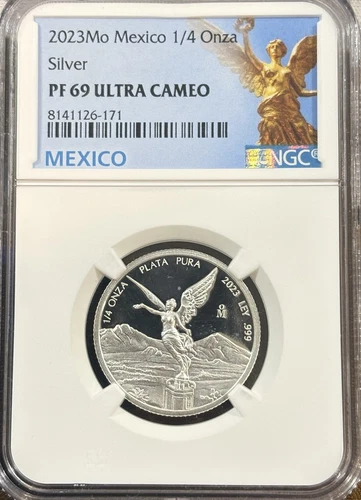 2023Mo Mexico 1/4 Onza
Silver
PF 69 ULTRA CAMEO
8141126-171
MEXICO
NGC®
1/4 ONZA PLATA PURA 2023 LEY .999
Mo